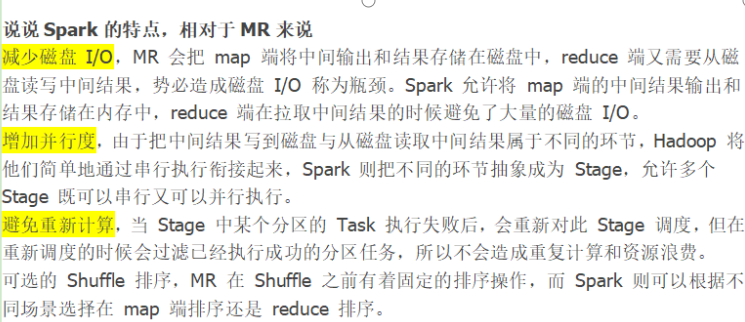 说说 Spark 的特点，相对于 MR 来说
减少磁盘 I/O，MR 会把 map 端将中间输出和结果存储在磁盘中，reduce 端又需要从磁
盘读写中间结果，势必造成磁盘 I/O 称为瓶颈。Spark 允许将 map 端的中间结果输出和
结果存储在内存中，reduce 端在拉取中间结果的时候避免了大量的磁盘 I/O。
增加并行度，由于把中间结果写到磁盘与从磁盘读取中间结果属于不同的环节，Hadoop 将
他们简单地通过串行执行衔接起来，Spark 则把不同的环节抽象成为 Stage，允许多个
Stage 既可以串行又可以并行执行。
避免重新计算，当 Stage 中某个分区的 Task 执行失败后，会重新对此 Stage 调度，但在
重新调度的时候会过滤已经执行成功的分区任务，所以不会造成重复计算和资源浪费。
可选的 Shuffle 排序，MR 在 Shuffle 之前有着固定的排序操作，而 Spark 则可以根据不
同场景选择在 map 端排序还是 reduce 排序。